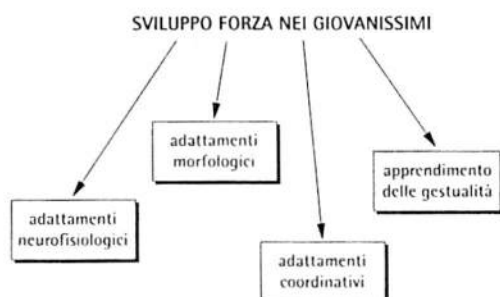 SVILUPPO FORZA NEI GIOVANISSIMI
adattamenti
morfologici
apprendimento
delle gestualità
adattamenti
neurofisiologici
adattamenti
coordinativi